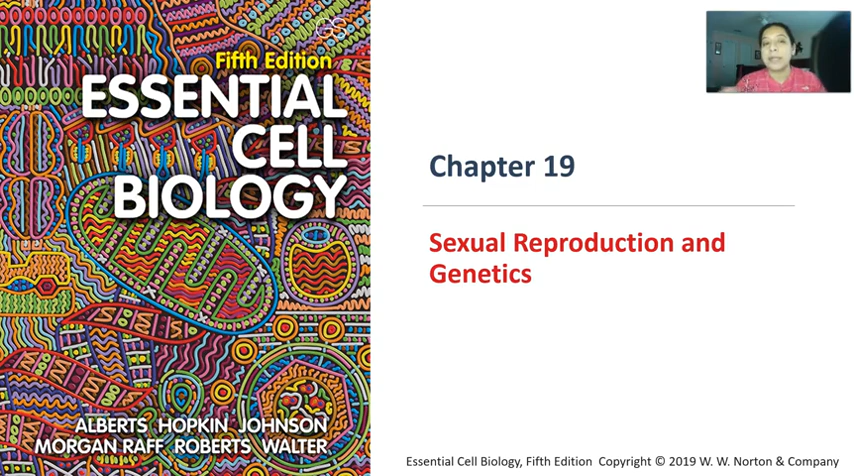 Fifth Edition
ESSENTIAL
CELL
BIOLOGY
ALBERTS HOPKIN JOHNSON
MORGAN RAFF ROBERTS WALTER
Chapter 19
Sexual Reproduction and
Genetics
Essential Cell Biology, Fifth Edition Copyright © 2019 W. W. Norton & Company